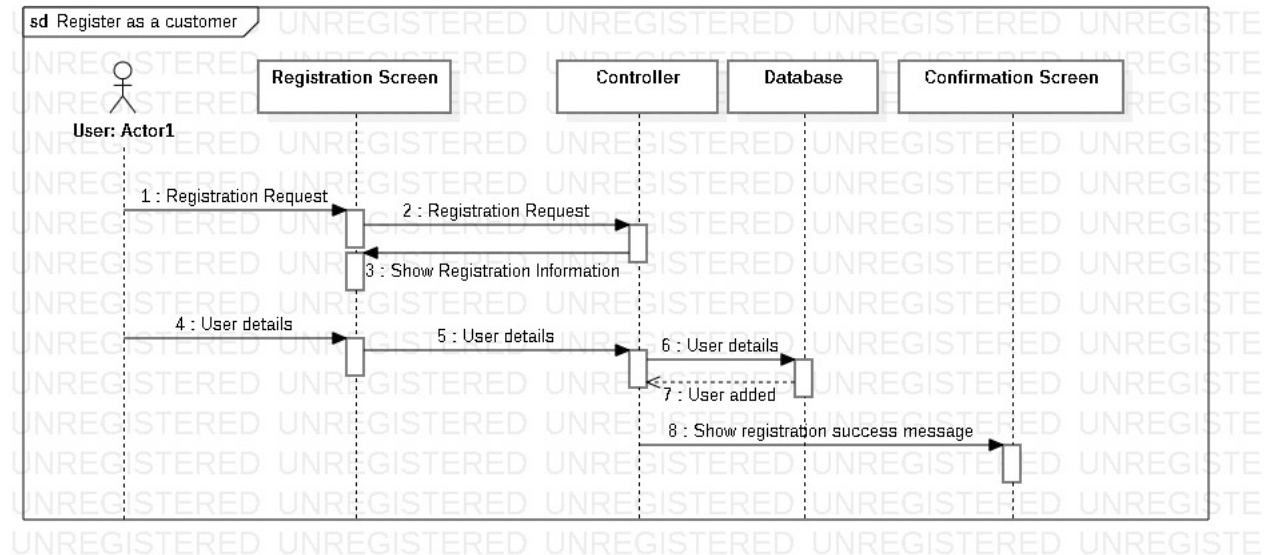 sd Register as a customer
User: Actor1
Registration Screen
Controller
Database
Confirmation Screen
1 : Registration Request
2 : Registration Request
3 : Show Registration Information
4 : User details
5 : User details
6 : User details
7 : User added
8 : Show registration success message
UNREGISTERED UNREGISTERED UNREGISTERED UNREGISTERED UNREGISTE